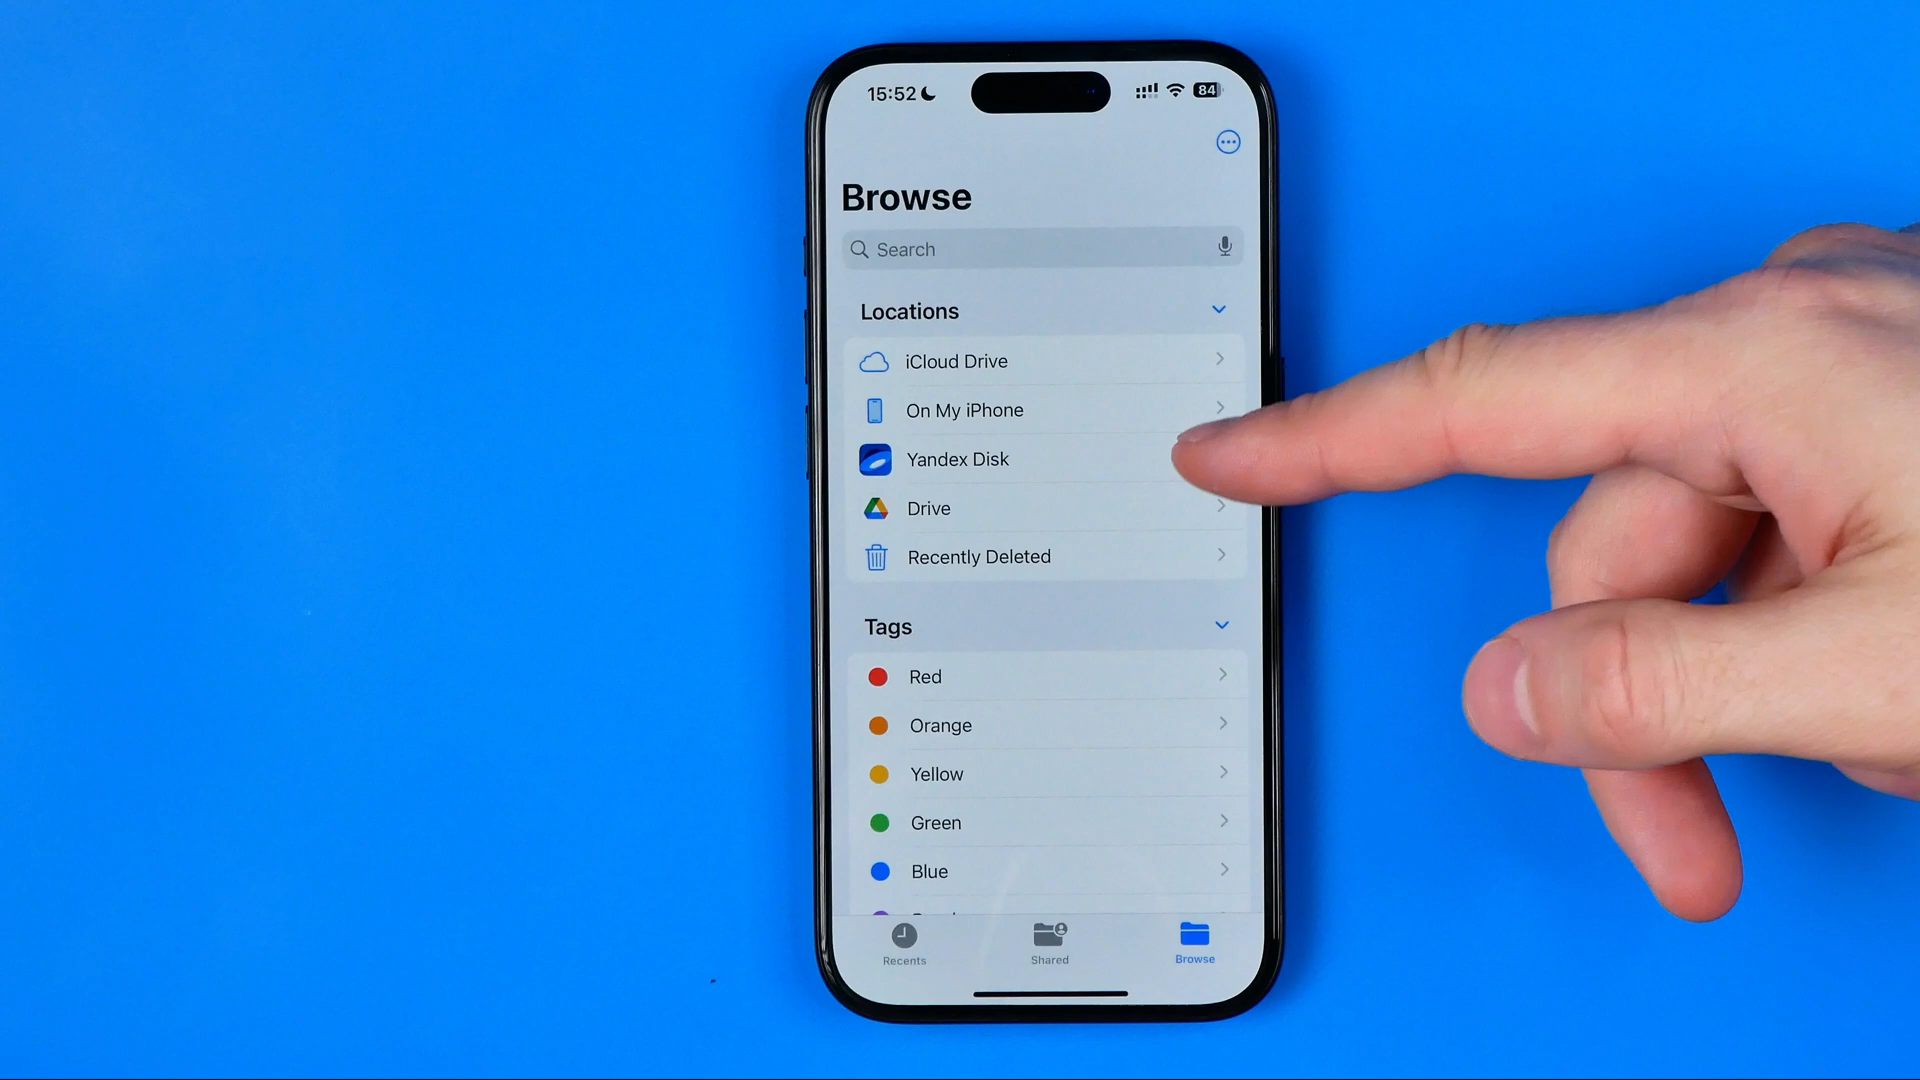 15:52
84
Browse
Search
Locations
iCloud Drive
On My iPhone
Yandex Disk
Drive
Recently Deleted
Tags
Red
Orange
Yellow
Green
Blue
Recents
Shared
Browse